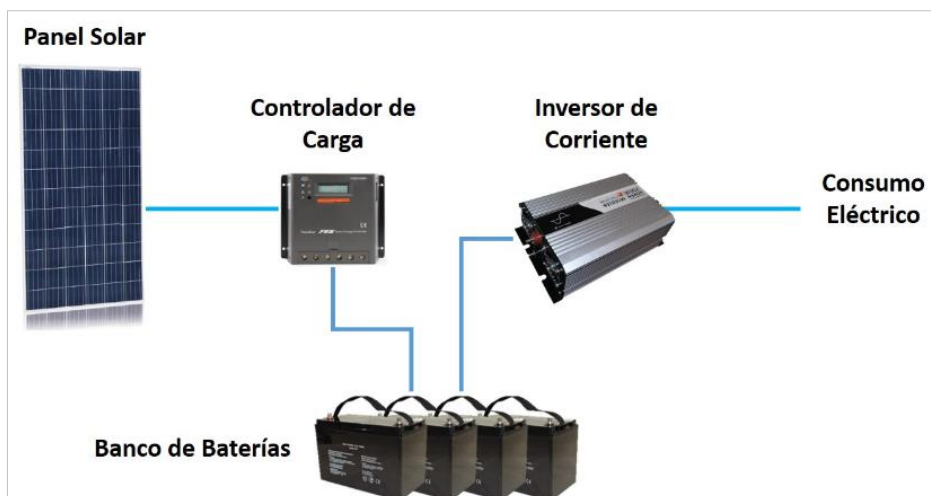 Panel Solar
Controlador de
Carga
Inversor de
Corriente
Consumo
Eléctrico
Banco de Baterías